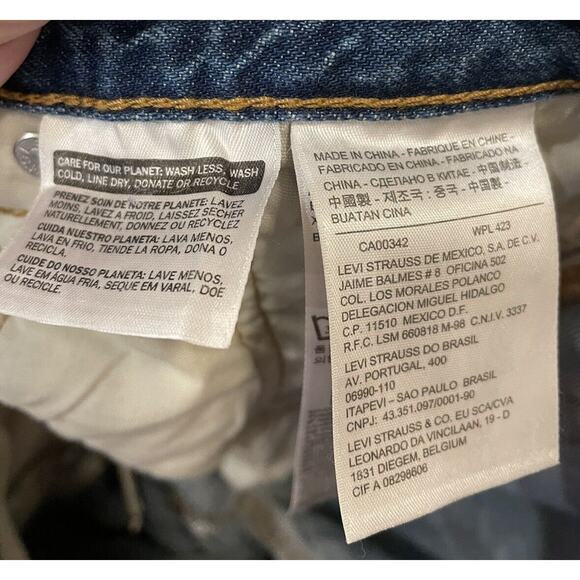 CARE FOR OUR PLANET: WASH LESS, WASH
COLD, LINE DRY, DONATE OR RECYCLE
PRENEZ SOIN DE NOTRE PLANETE: LAVEZ
MOINS, LAVEZ A FROID, LAISSEZ SÉCHER
NATURELLEMENT, DONNEZ OU RECYCLEZ
CUIDA NUESTRO PLANETA: LAVA MENOS,
LAVA EN FRIO, TIENDE LA ROPA, DONA O
RECICLA.
CUIDE DO NOSSO PLANETA: LAVE MENOS,
LAVE EM ÁGUA FRIA, SEQUE EM VARAL, DOE
OU RECICLE.
MADE IN CHINA - FABRIQUE EN CHINE -
FABRICADO EN CHINA - FABRICADO NA
CHINA - СДЕЛАНО В КИТАЕ - 中国制造 -
中国製 - 제조국 : 중국 - 中國製 -
BUATAN CINA
CA00342 WPL 423
LEVI STRAUSS DE MEXICO, S.A. DE C.V.
JAIME BALMES # 8 OFICINA 502
COL. LOS MORALES POLANCO
DELEGACION MIGUEL HIDALGO
C.P. 11510 MEXICO D.F.
R.F.C. LSM 660818 M-98 C.N.I.V. 3337
LEVI STRAUSS DO BRASIL
AV. PORTUGAL, 400
06990-110
ITAPEVI – SAO PAULO BRASIL
CNPJ: 43.351.097/0001-90
LEVI STRAUSS & CO, EU SCA/CVA
LEONARDO DA VINCILAAN, 19 - D
1831 DIEGEM, BELGIUM
CIF A 08298606